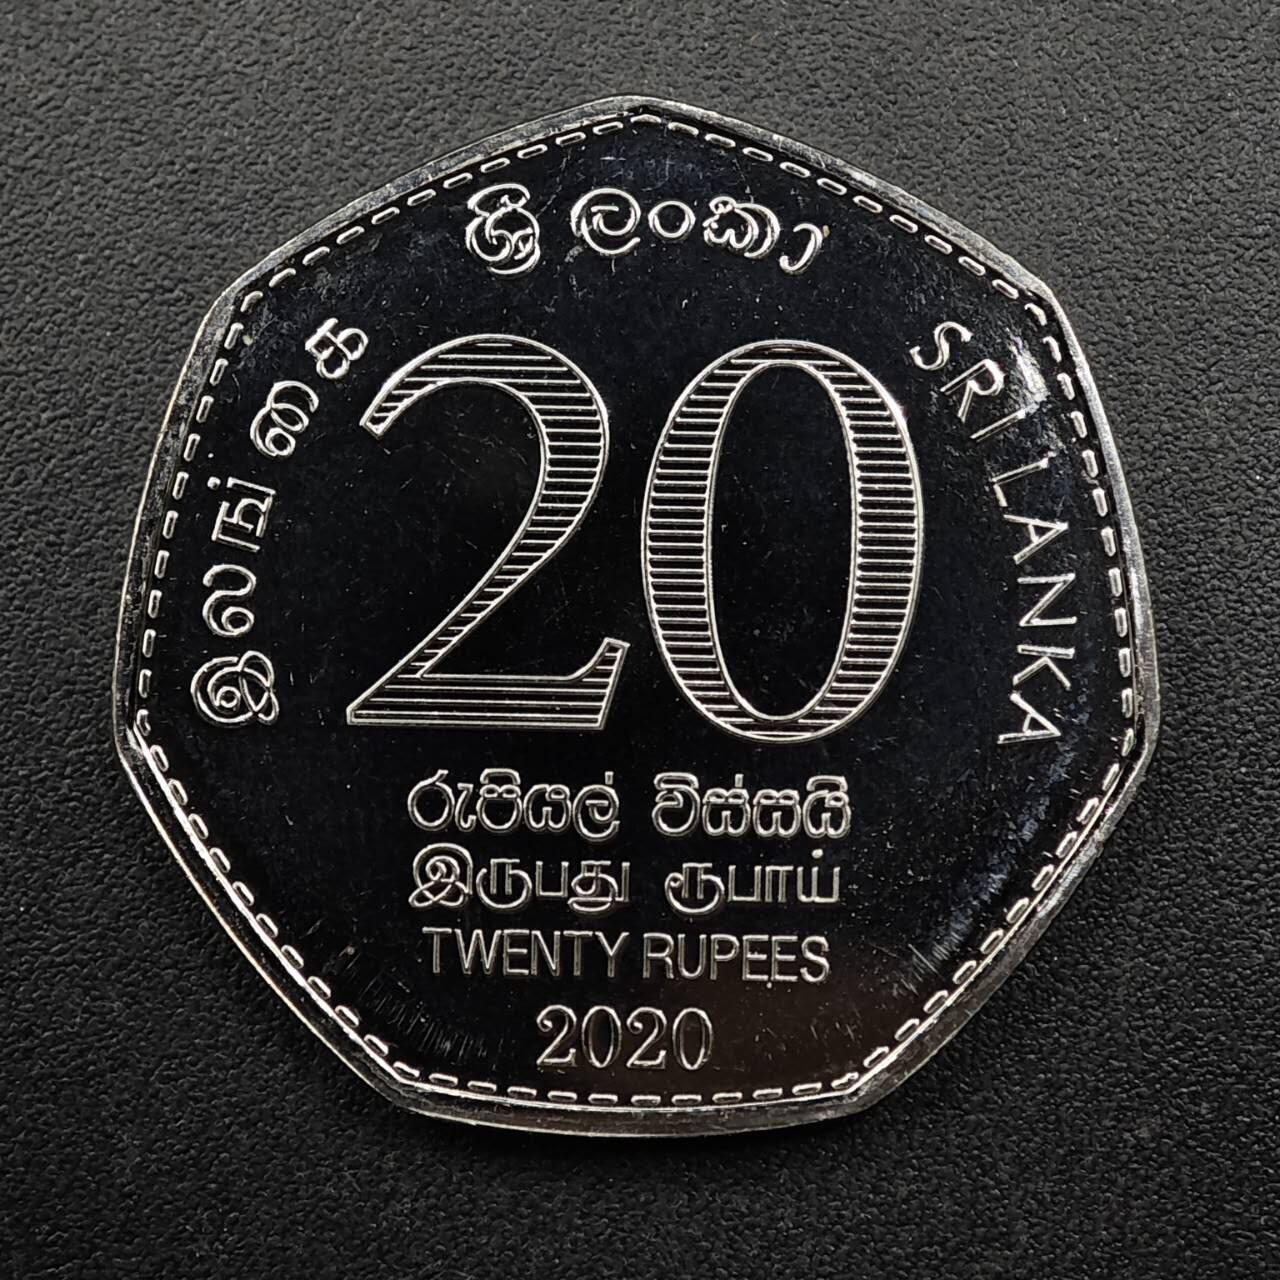 ශ්‍රී ලංකා
இலங்கை
SRI LANKA
20
රුපියල් විස්සයි
இருபது ரூபாய்
TWENTY RUPEES
2020